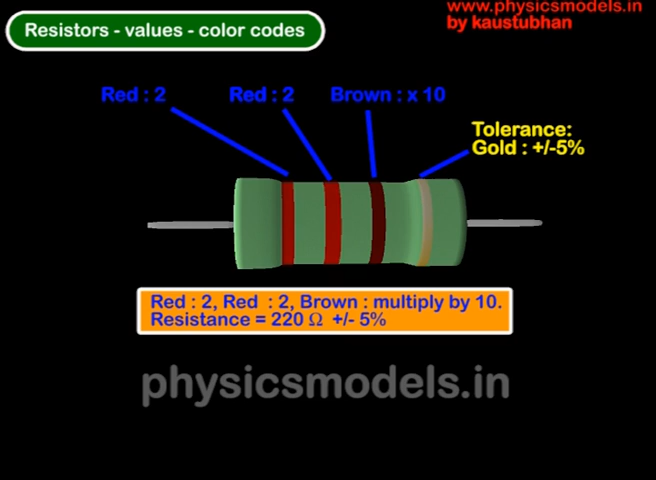 Resistors - values - color codes
www.physicsmodels.in
by kaustubhan
Red : 2
Red : 2
Brown : x 10
Tolerance:
Gold : +/-5%
Red : 2, Red  : 2, Brown : multiply by 10.
Resistance = 220 Ω  +/- 5%
physicsmodels.in